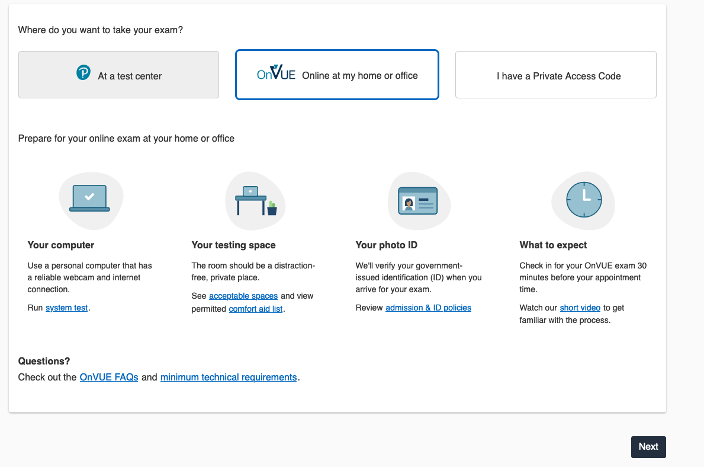 Where do you want to take your exam?
At a test center
OnVUE Online at my home or office
I have a Private Access Code
Prepare for your online exam at your home or office
Your computer
Use a personal computer that has
a reliable webcam and internet
connection.
Run system test.
Your testing space
The room should be a distraction-
free, private place.
See acceptable spaces and view
permitted comfort aid list.
Your photo ID
We'll verify your government-
issued identification (ID) when you
arrive for your exam.
Review admission & ID policies
What to expect
Check in for your OnVUE exam 30
minutes before your appointment
time.
Watch our short video to get
familiar with the process.
Questions?
Check out the OnVUE FAQs and minimum technical requirements.
Next